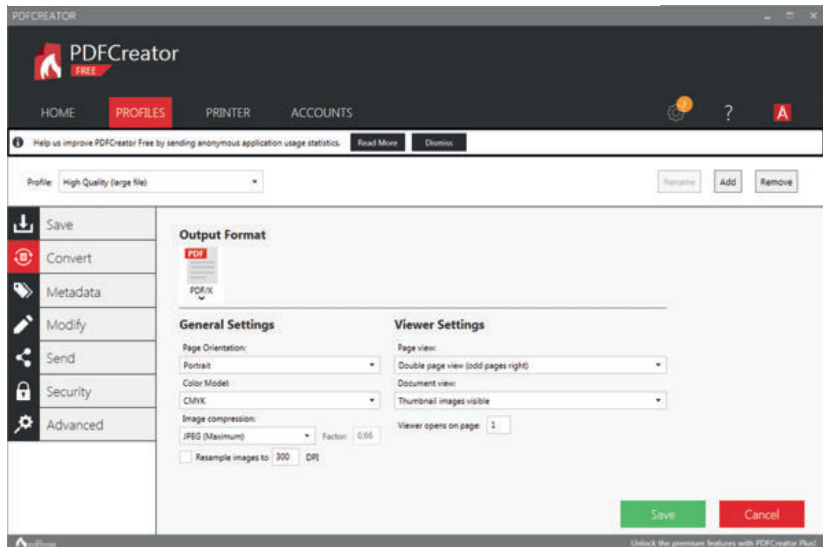 PDFCREATOR
PDFCreator
FREE
HOME PROFILES PRINTER ACCOUNTS ?
Help us improve PDFCreator Free by sending anonymous application usage statistics. Read More Dismiss
Profile: High Quality (large file) Rename Add Remove
Save
Convert
Metadata
Modify
Send
Security
Advanced
Output Format
PDF
PDF/X
General Settings
Page Orientation:
Portrait
Color Model:
CMYK
Image compression:
JPEG (Maximum) Factor: 0,66
Resample images to 300 DPI
Viewer Settings
Page view:
Double page view (odd pages right)
Document view:
Thumbnail images visible
Viewer opens on page: 1
Save Cancel
pdfforge Unlock the premium features with PDFCreator Plus!